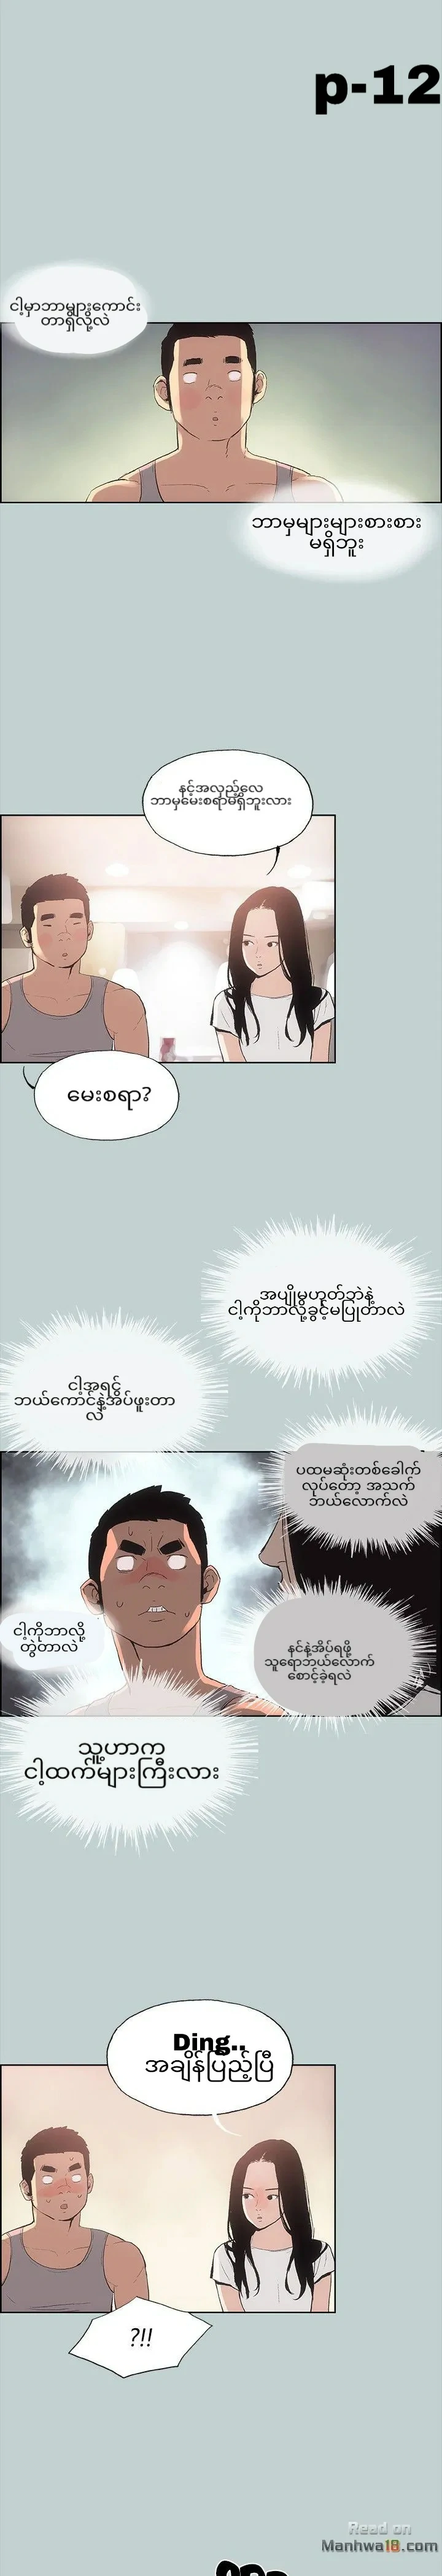 p-12
ငါ့မှာဘာများကောင်း
တာရှိလို့လဲ
ဘာမှများများစားစား
မရှိဘူး
နင့်အလှည့်လေ
ဘာမှမေးစရာမရှိဘူးလား
မေးစရာ?
အပျိုမဟုတ်ဘဲနဲ့
ငါ့ကိုဘာလို့ခွင့်မပြုတာလဲ
ငါ့အရင်
ဘယ်ကောင်နဲ့အိပ်ဖူးတာ
လဲ
ပထမဆုံးတစ်ခေါက်
လုပ်တော့ အသက်
ဘယ်လောက်လဲ
ငါ့ကိုဘာလို့
တွဲတာလဲ
နင်နဲ့အိပ်ရဖို့
သူရောဘယ်လောက်
စောင့်ခဲ့ရလဲ
သူ့ဟာက
ငါ့ထက်များကြီးလား
Ding..
အချိန်ပြည့်ပြီ
?!!
Read on
Manhwa18.com